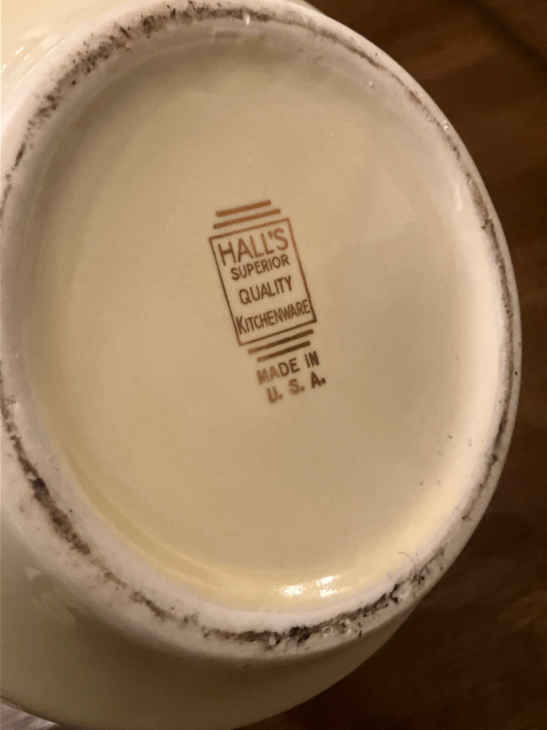 HALL'S
SUPERIOR
QUALITY
KITCHENWARE
MADE IN
U. S. A.